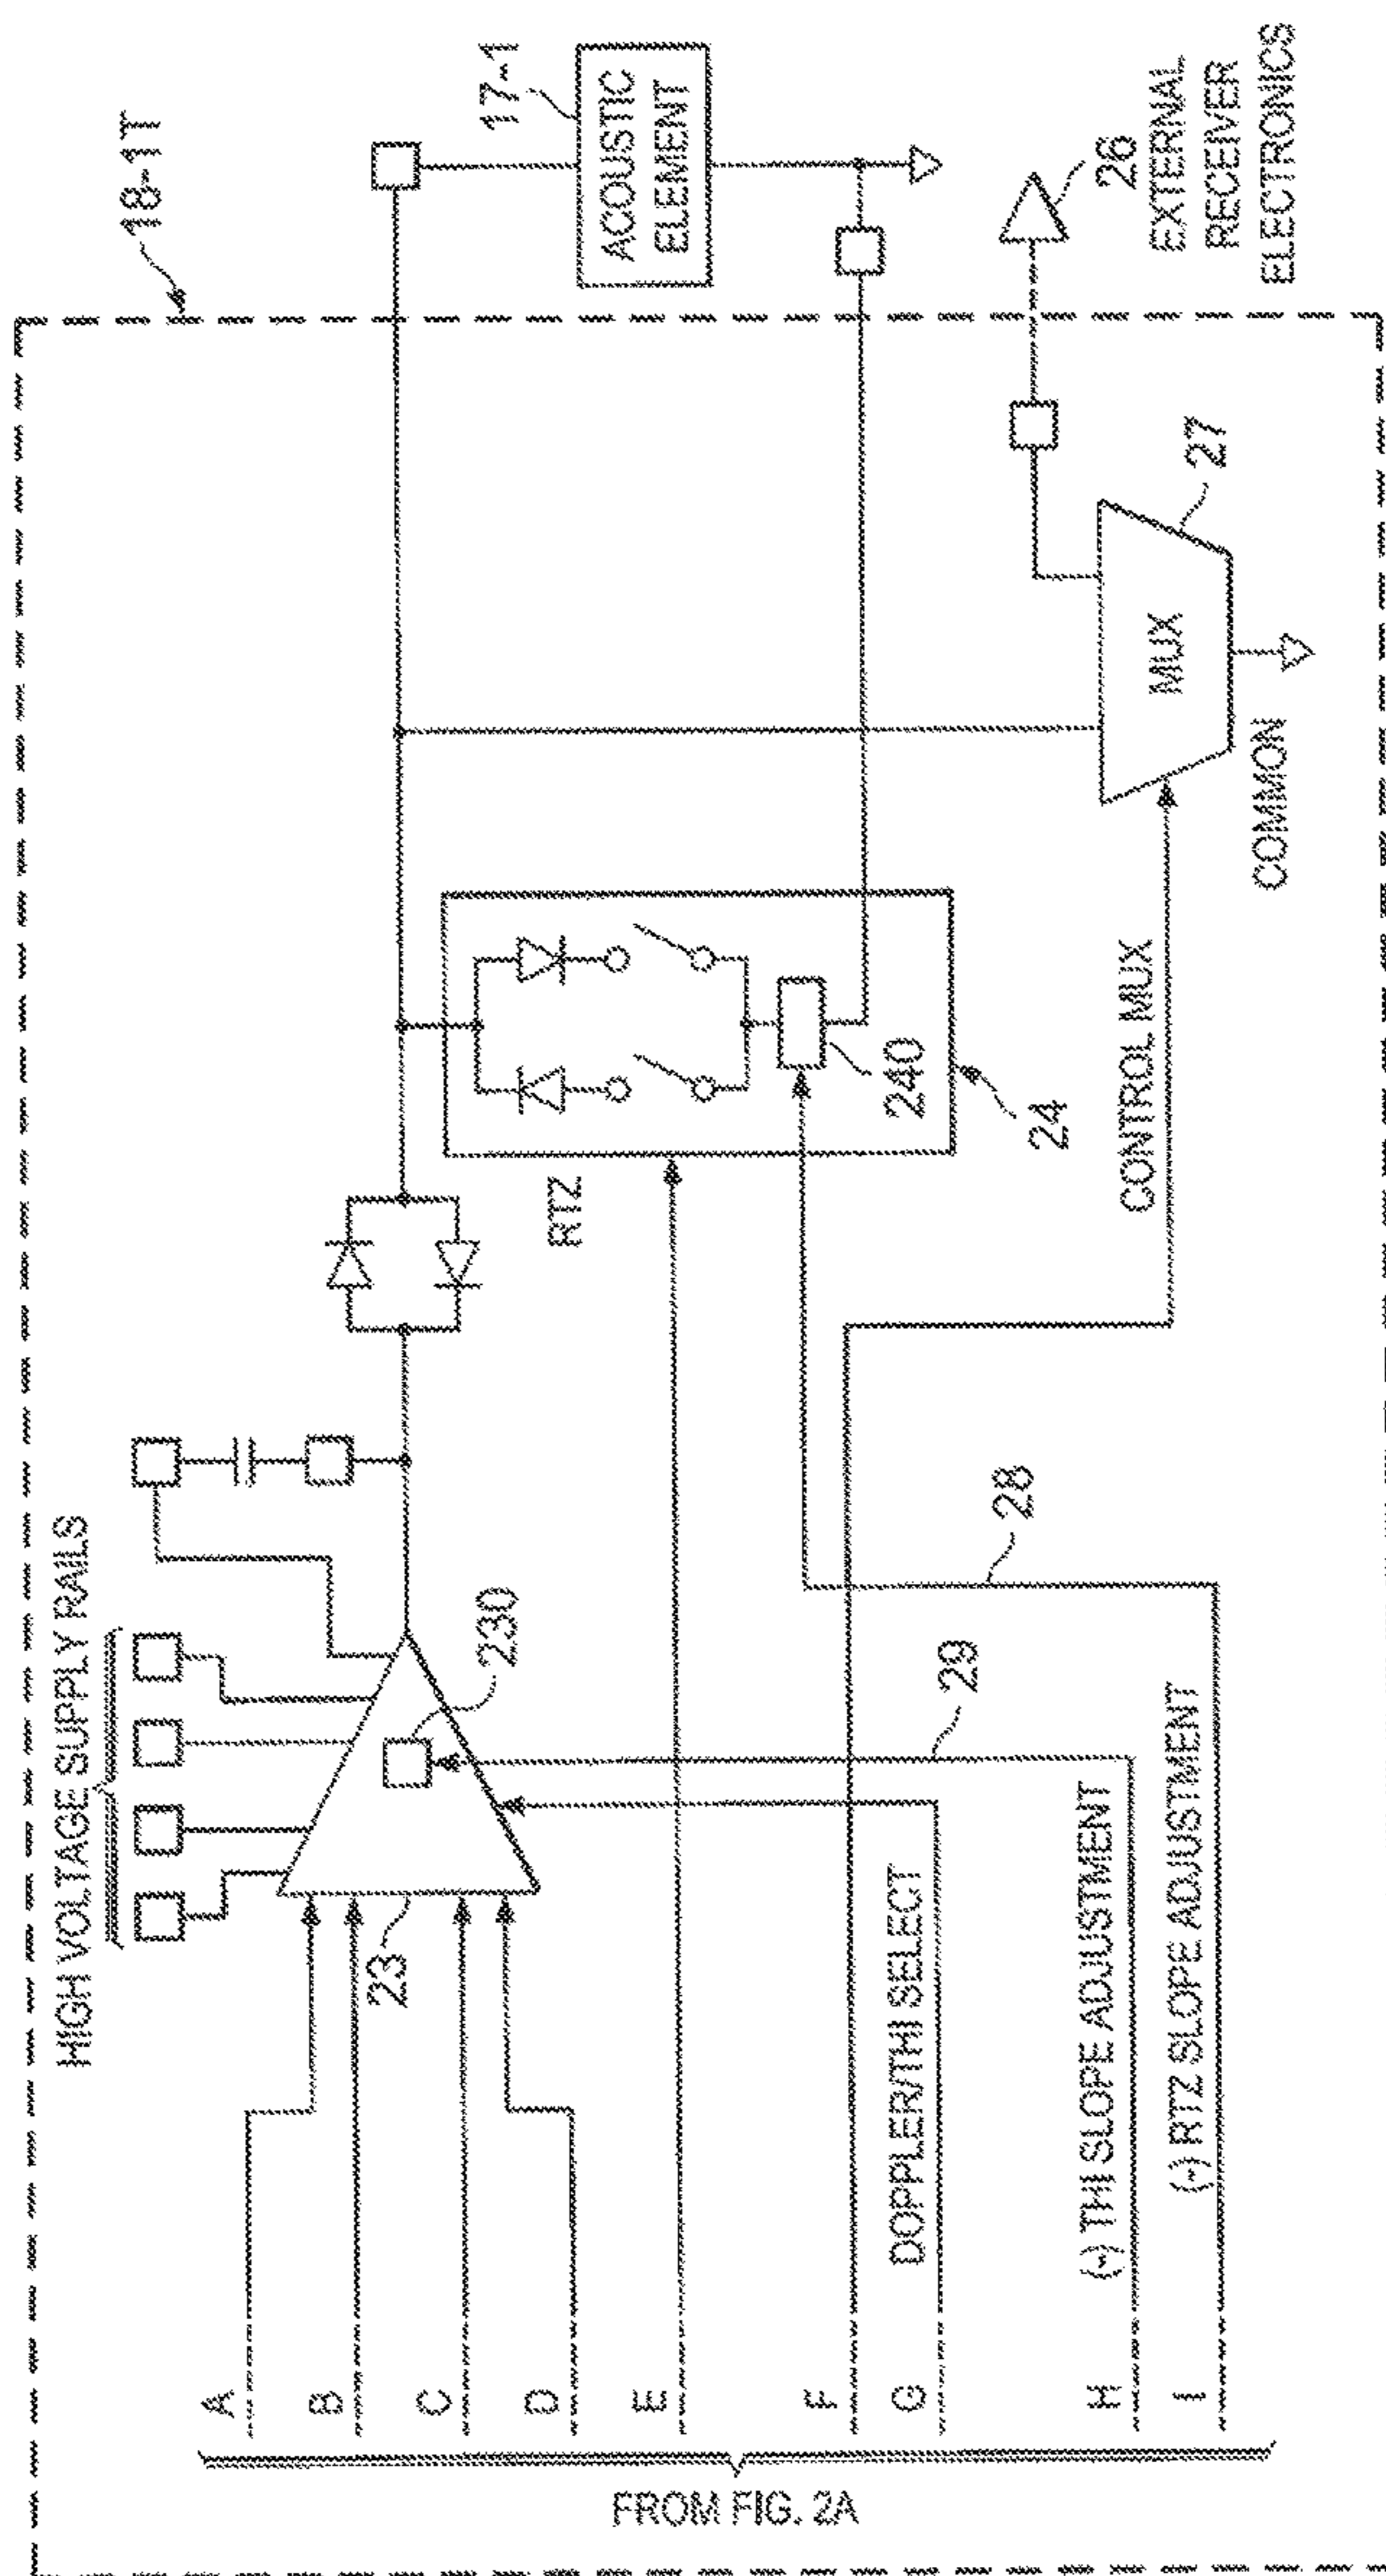 18-1T
HIGH VOLTAGE SUPPLY RAILS
17-1
ACOUSTIC
ELEMENT
A
B
C
D
E
F
G
H
I
FROM FIG. 2A
23
230
RTZ
240
24
DOPPLER/THI SELECT
29
28
(-) THI SLOPE ADJUSTMENT
(-) RTZ SLOPE ADJUSTMENT
CONTROL MUX
MUX
27
COMMON
26
EXTERNAL
RECEIVER
ELECTRONICS